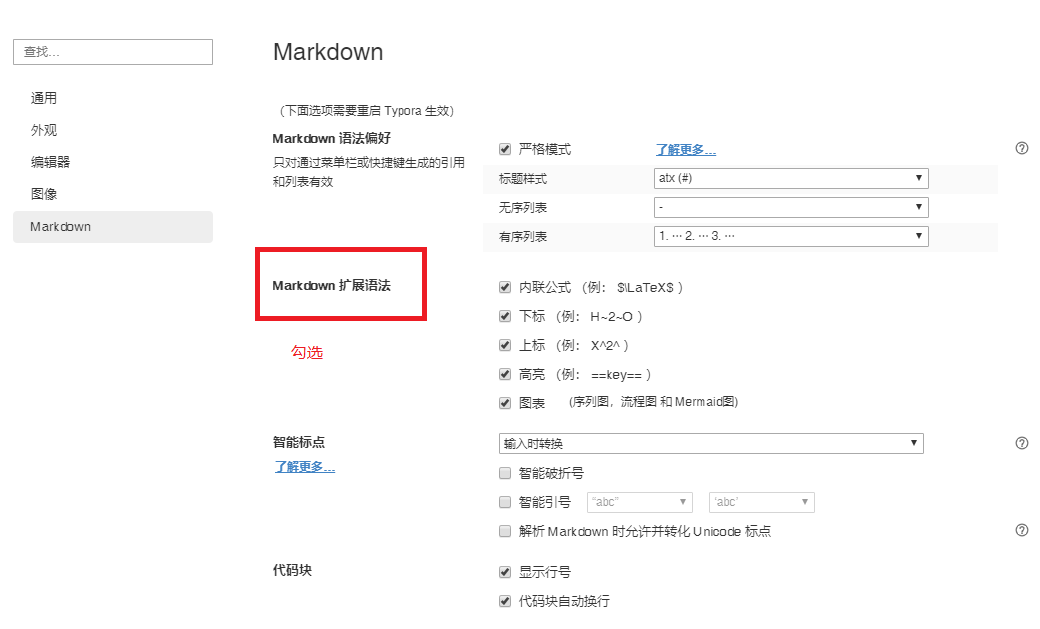 查找...
通用
外观
编辑器
图像
Markdown
Markdown
（下面选项需要重启 Typora 生效）
Markdown 语法偏好
只对通过菜单栏或快捷键生成的引用
和列表有效
严格模式 了解更多...
标题样式 atx (#)
无序列表 -
有序列表 1. ··· 2. ··· 3. ···
Markdown 扩展语法
勾选
内联公式 （例： $\LaTeX$ ）
下标 （例： H~2~O ）
上标 （例： X^2^ ）
高亮 （例： ==key== ）
图表 (序列图，流程图 和 Mermaid图)
智能标点 输入时转换
了解更多...
智能破折号
智能引号 “abc” ‘abc’
解析 Markdown 时允许并转化 Unicode 标点
代码块
显示行号
代码块自动换行